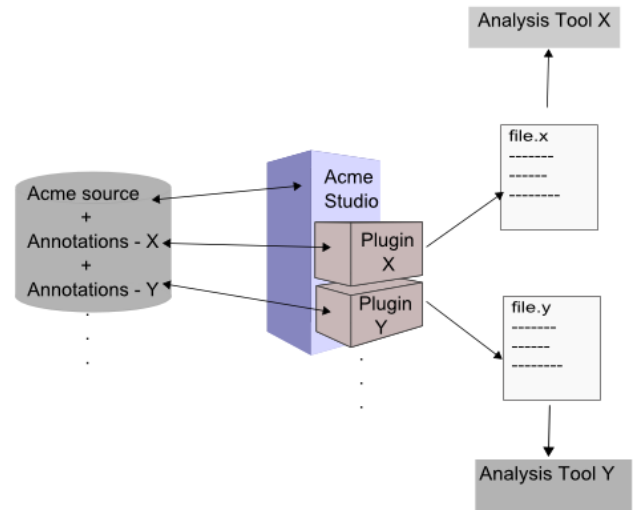 Analysis Tool X
file.x
-------
------
---------
Acme source
+
Annotations - X
+
Annotations - Y
.
.
.
Acme
Studio
Plugin
X
Plugin
Y
.
.
.
file.y
-------
------
--------
Analysis Tool Y